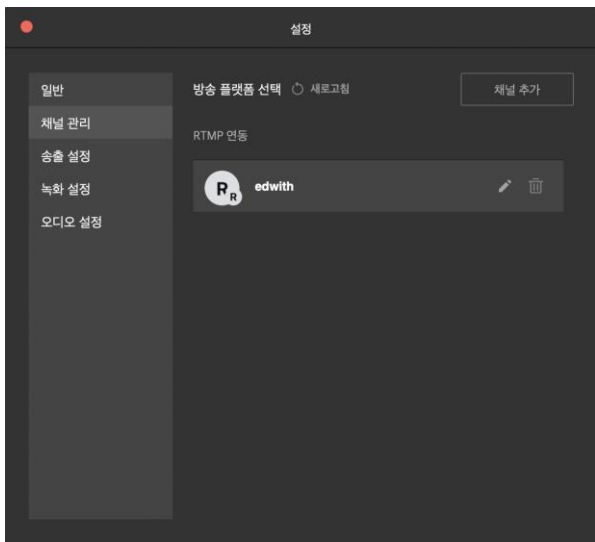 설정
일반
채널 관리
송출 설정
녹화 설정
오디오 설정
방송 플랫폼 선택 새로고침
채널 추가
RTMP 연동
R R edwith